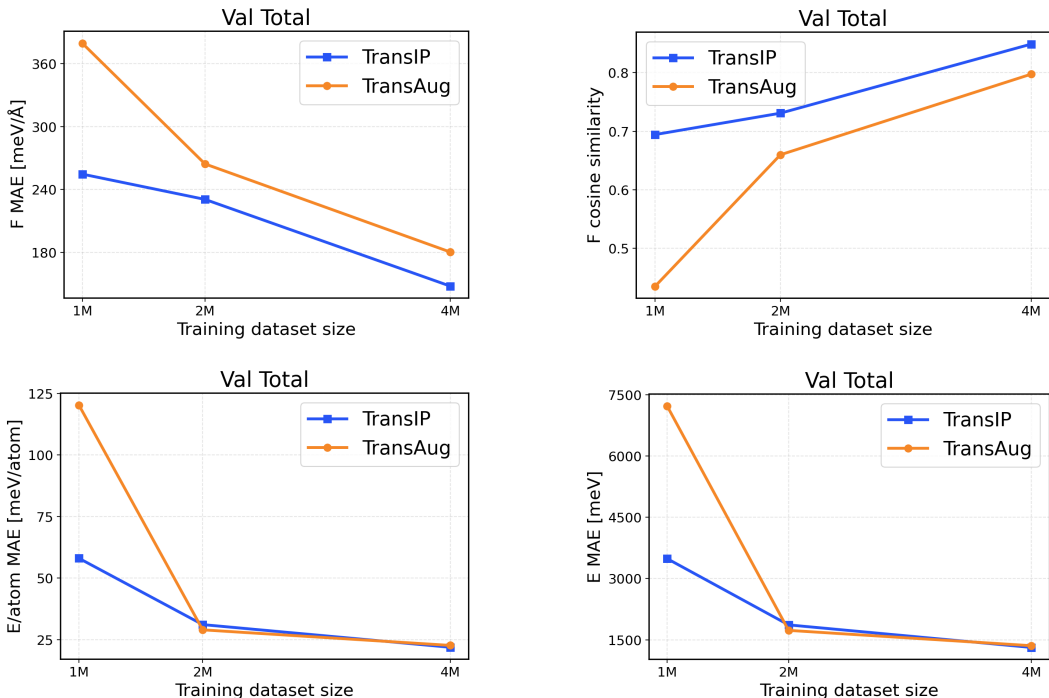 Val Total
F MAE [meV/Å]
360
300
240
180
TransIP
TransAug
1M
2M
4M
Training dataset size
Val Total
F cosine similarity
0.8
0.7
0.6
0.5
TransIP
TransAug
1M
2M
4M
Training dataset size
Val Total
E/atom MAE [meV/atom]
125
100
75
50
25
TransIP
TransAug
1M
2M
4M
Training dataset size
Val Total
E MAE [meV]
7500
6000
4500
3000
1500
TransIP
TransAug
1M
2M
4M
Training dataset size